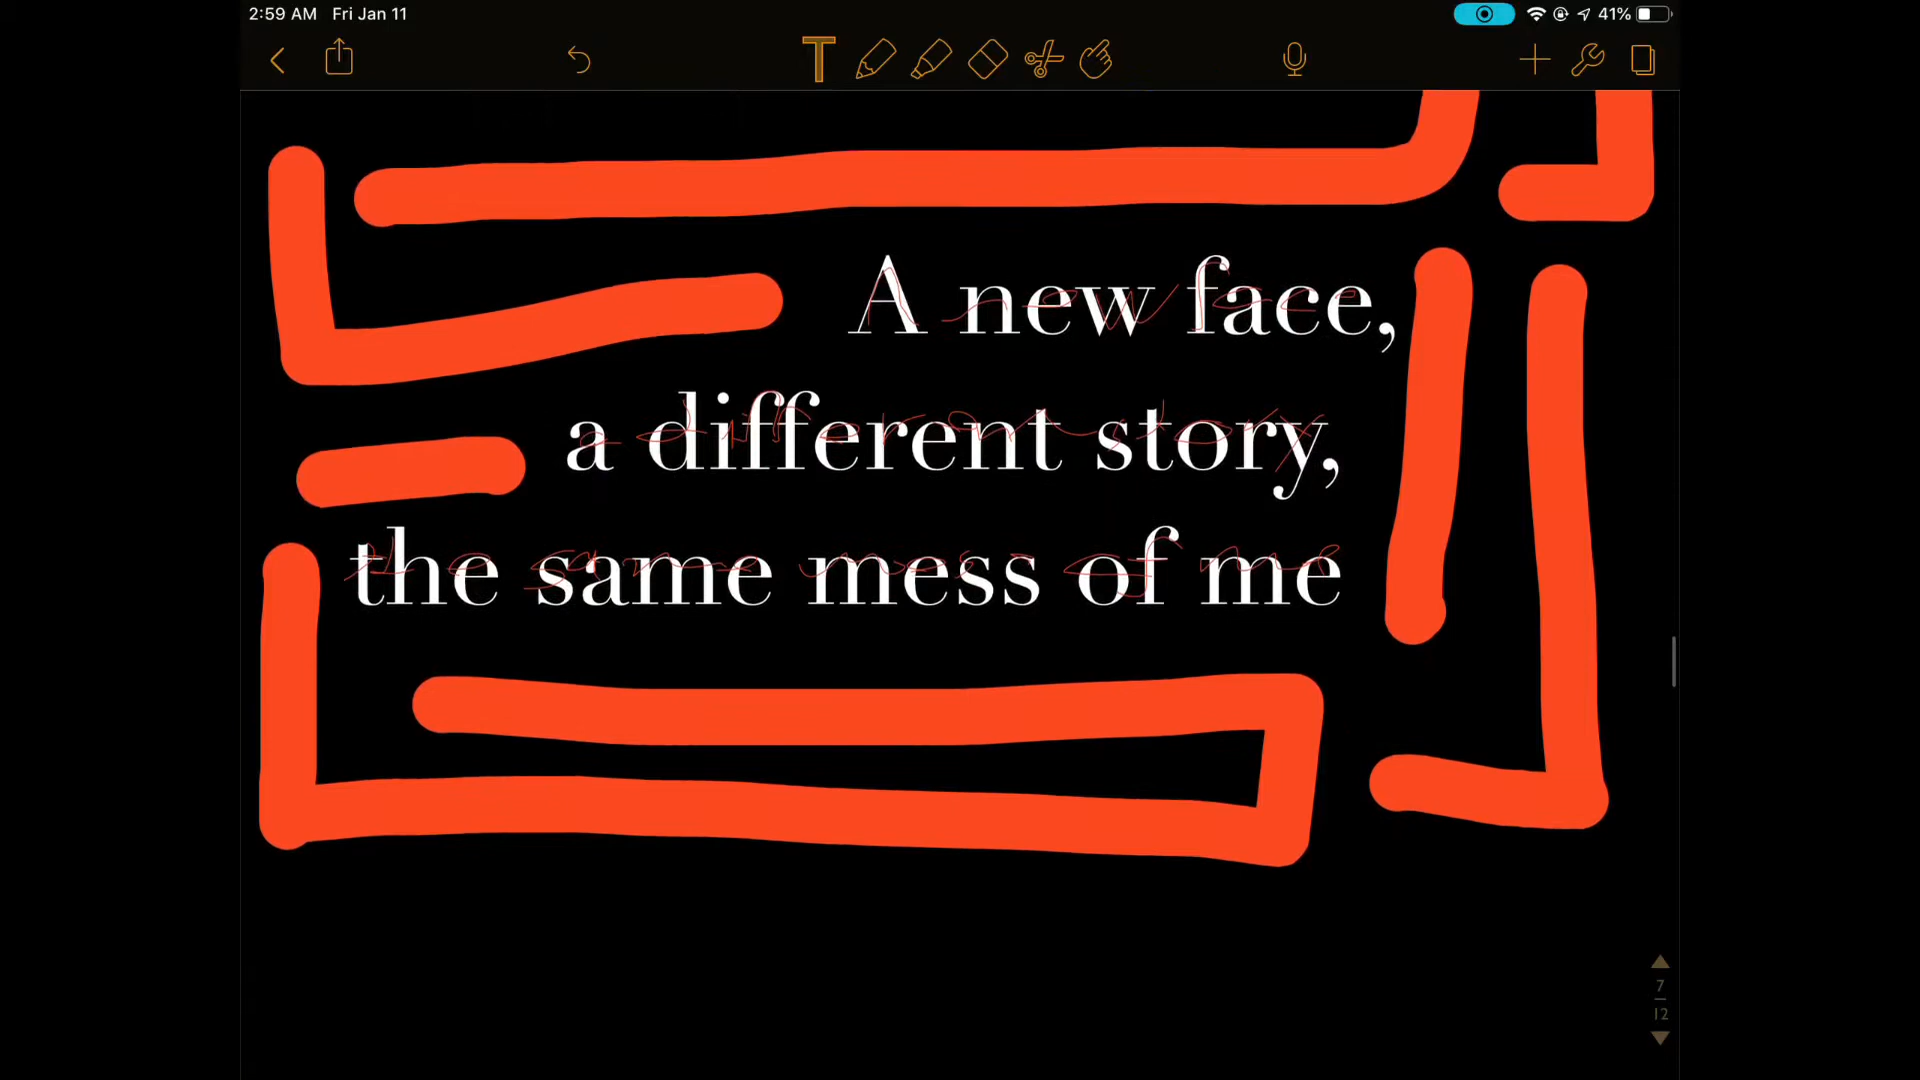 2:59 AM Fri Jan 11 41%
T
A new face,
a different story,
the same mess of me
7
12